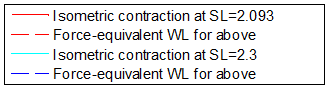 Isometric contraction at SL=2.093
Force-equivalent WL for above
Isometric contraction at SL=2.3
Force-equivalent WL for above